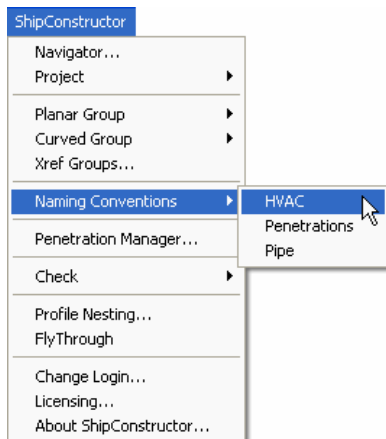 ShipConstructor
Navigator...
Project
Planar Group
Curved Group
Xref Groups...
Naming Conventions
HVAC
Penetrations
Pipe
Penetration Manager...
Check
Profile Nesting...
FlyThrough
Change Login...
Licensing...
About ShipConstructor...